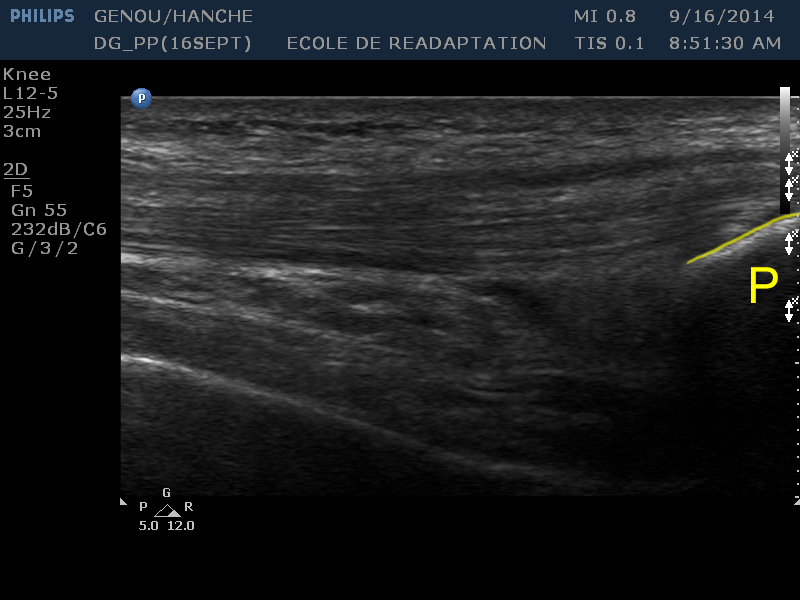 PHILIPS GENOU/HANCHE MI 0.8 9/16/2014
DG_PP(16SEPT) ECOLE DE READAPTATION TIS 0.1 8:51:30 AM
Knee
L12-5
25Hz
3cm
2D
F5
Gn 55
232dB/C6
G/3/2
P
P
G
P R
5.0 12.0